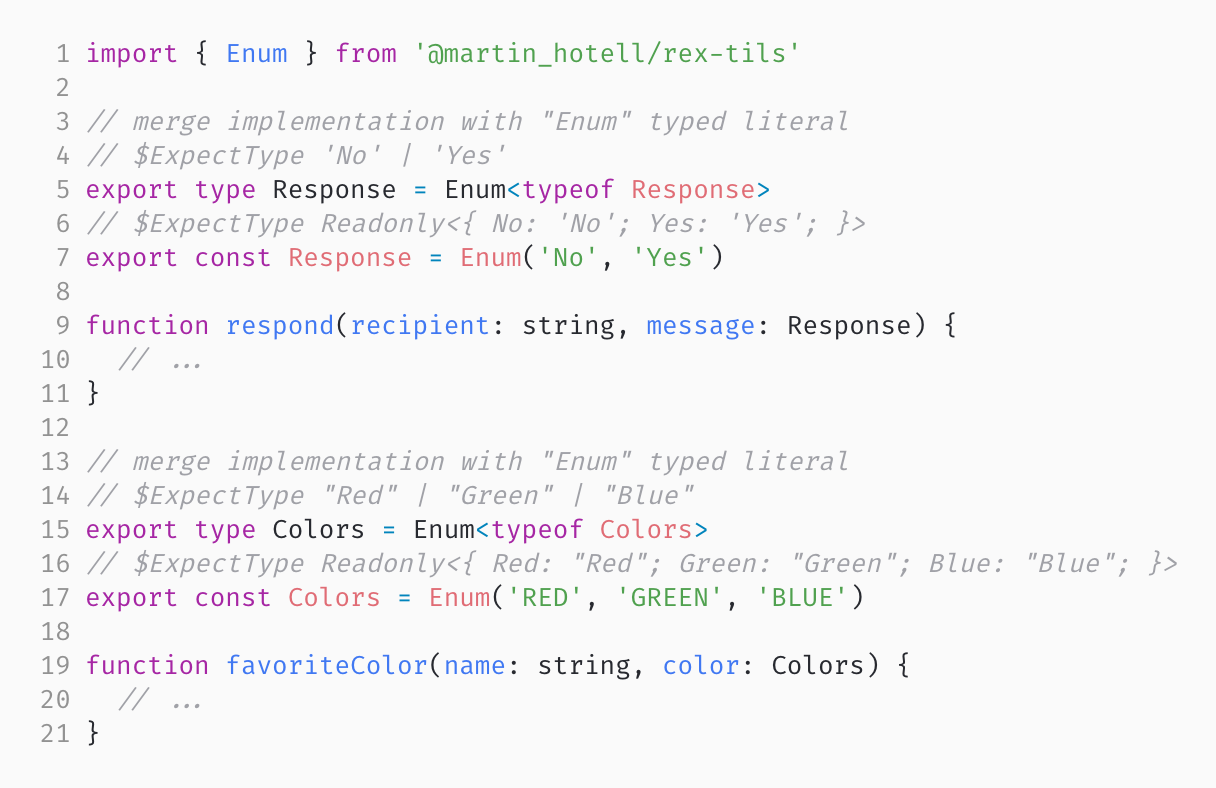 1 import { Enum } from '@martin_hotell/rex-tils'
2
3 // merge implementation with "Enum" typed literal
4 // $ExpectType 'No' | 'Yes'
5 export type Response = Enum<typeof Response>
6 // $ExpectType Readonly<{ No: 'No'; Yes: 'Yes'; }>
7 export const Response = Enum('No', 'Yes')
8
9 function respond(recipient: string, message: Response) {
10   // ...
11 }
12
13 // merge implementation with "Enum" typed literal
14 // $ExpectType "Red" | "Green" | "Blue"
15 export type Colors = Enum<typeof Colors>
16 // $ExpectType Readonly<{ Red: "Red"; Green: "Green"; Blue: "Blue"; }>
17 export const Colors = Enum('RED', 'GREEN', 'BLUE')
18
19 function favoriteColor(name: string, color: Colors) {
20   // ...
21 }